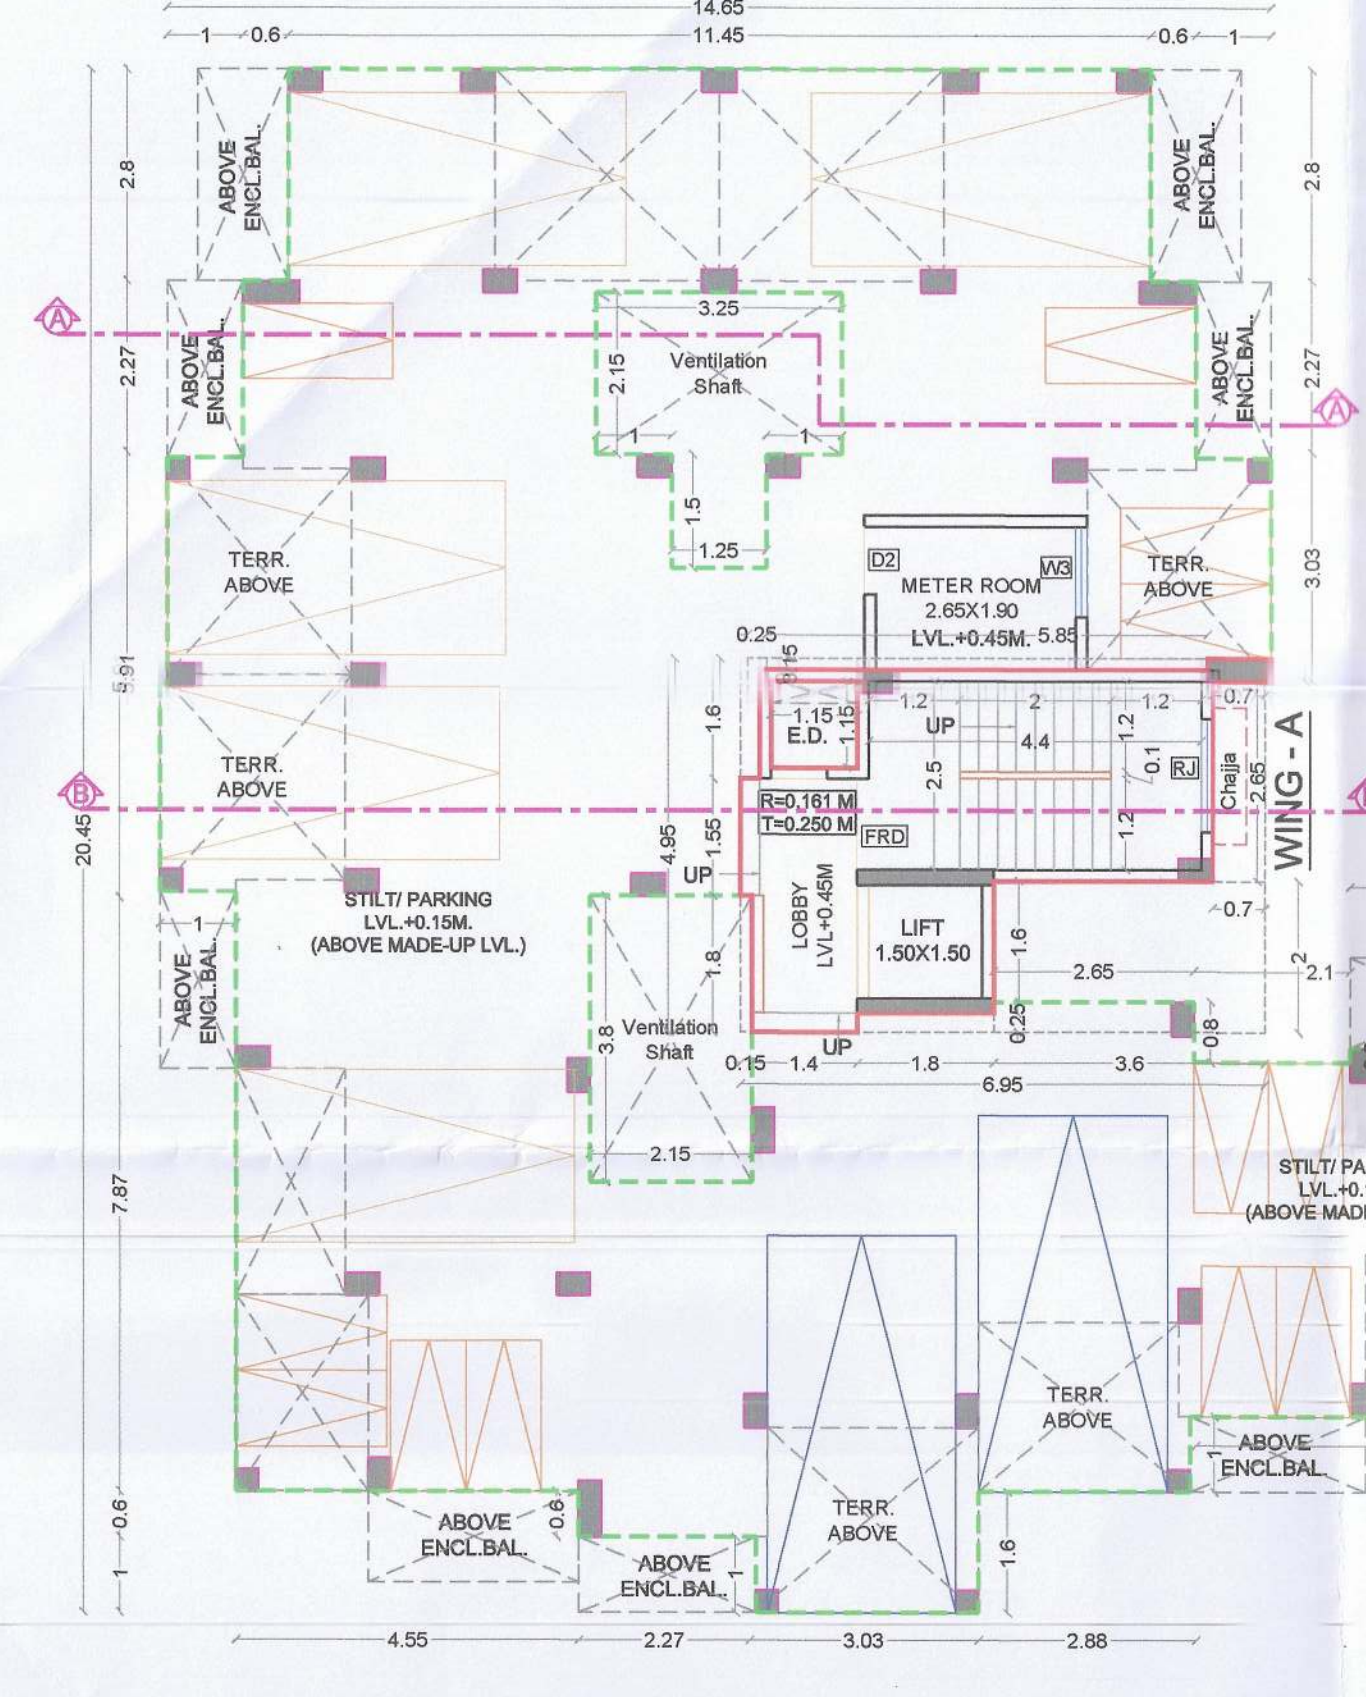 14.65
1
0.6
11.45
0.6
1
ABOVE
ENCL.BAL.
ABOVE
ENCL.BAL.
2.8
2.8
A
3.25
Ventilation
Shaft
2.15
1
1
ABOVE
ENCL.BAL.
ABOVE
ENCL.BAL.
2.27
2.27
A
1.5
1.25
TERR.
ABOVE
D2
W3
METER ROOM
2.65X1.90
LVL.+0.45M.
TERR.
ABOVE
3.03
0.25
5.85
0.15
5.91
1.15
1.15
E.D.
1.2
2
1.2
0.7
UP
4.4
1.2
0.1
RJ
Chajja
2.65
WING - A
1.6
2.5
TERR.
ABOVE
B
R=0.161 M
T=0.250 M
FRD
1.2
20.45
4.95
1.55
UP
STILT/ PARKING
LVL.+0.15M.
(ABOVE MADE-UP LVL.)
LOBBY
LVL+0.45M
LIFT
1.50X1.50
0.7
1
ABOVE
ENCL.BAL.
1.8
1.6
2.65
2
2.1
Ventilation
Shaft
3.8
0.25
0.8
UP
0.15
1.4
1.8
3.6
6.95
2.15
7.87
STILT/ PA
LVL.+0.
(ABOVE MADE
TERR.
ABOVE
ABOVE
ENCL.BAL.
1
TERR.
ABOVE
0.6
ABOVE
ENCL.BAL.
0.6
ABOVE
ENCL.BAL.
1
1
1.6
4.55
2.27
3.03
2.88